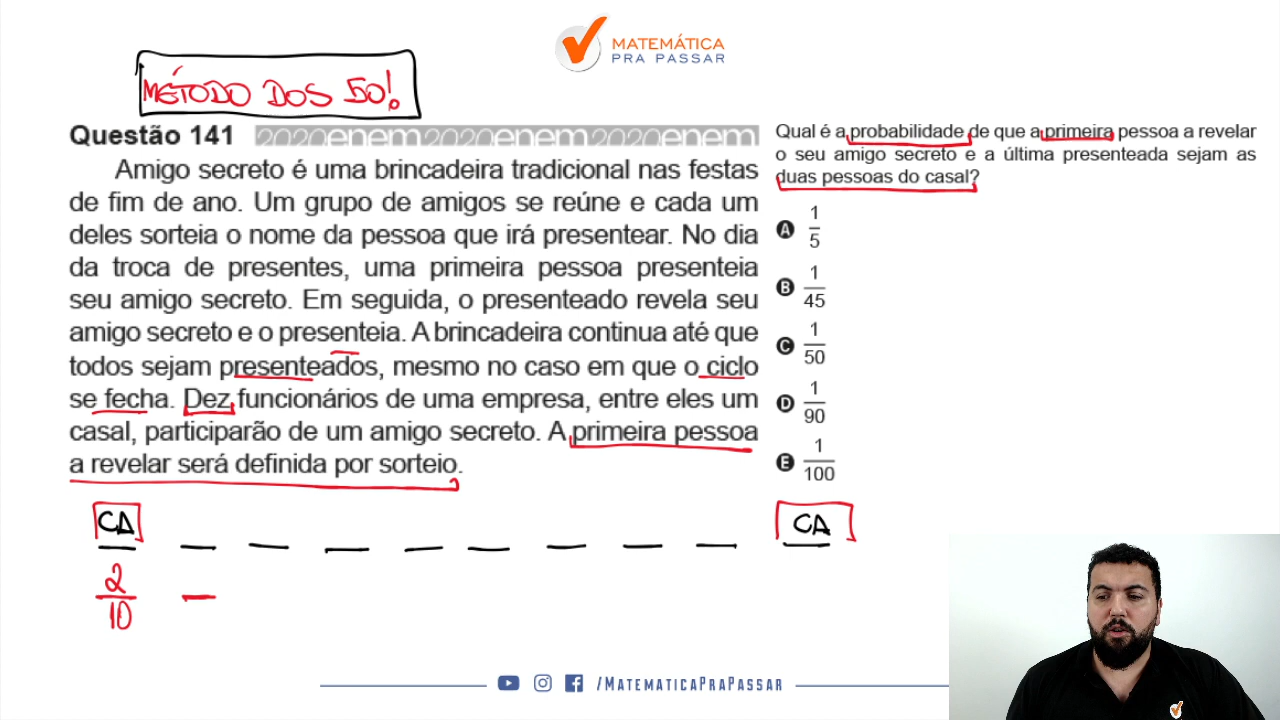 MATEMÁTICA
PRA PASSAR
MÉTODO DOS 50!
Questão 141 2020enem2020enem2020enem
Amigo secreto é uma brincadeira tradicional nas festas
de fim de ano. Um grupo de amigos se reúne e cada um
deles sorteia o nome da pessoa que irá presentear. No dia
da troca de presentes, uma primeira pessoa presenteia
seu amigo secreto. Em seguida, o presenteado revela seu
amigo secreto e o presenteia. A brincadeira continua até que
todos sejam presenteados, mesmo no caso em que o ciclo
se fecha. Dez funcionários de uma empresa, entre eles um
casal, participarão de um amigo secreto. A primeira pessoa
a revelar será definida por sorteio.
Qual é a probabilidade de que a primeira pessoa a revelar
o seu amigo secreto e a última presenteada sejam as
duas pessoas do casal?
A 1/5
B 1/45
C 1/50
D 1/90
E 1/100
CA CA
2/10
/MATEMATICAPRAPASSAR